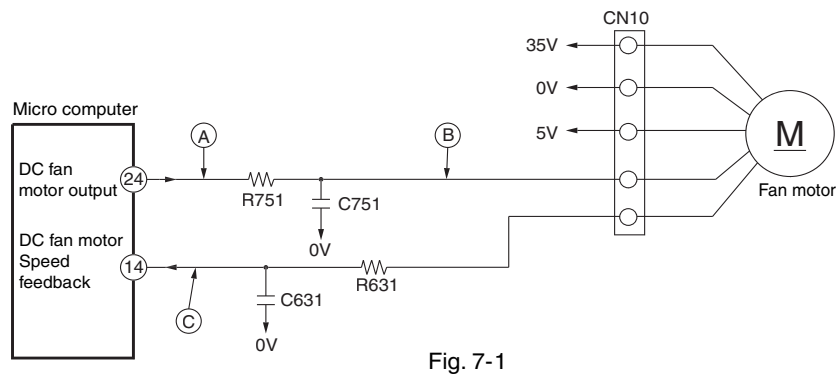 CN10
35V
0V
5V
Micro computer
A
B
M
DC fan
motor output
24
R751
C751
0V
Fan motor
DC fan motor
Speed
feedback
14
R631
C631
C
0V
Fig. 7-1